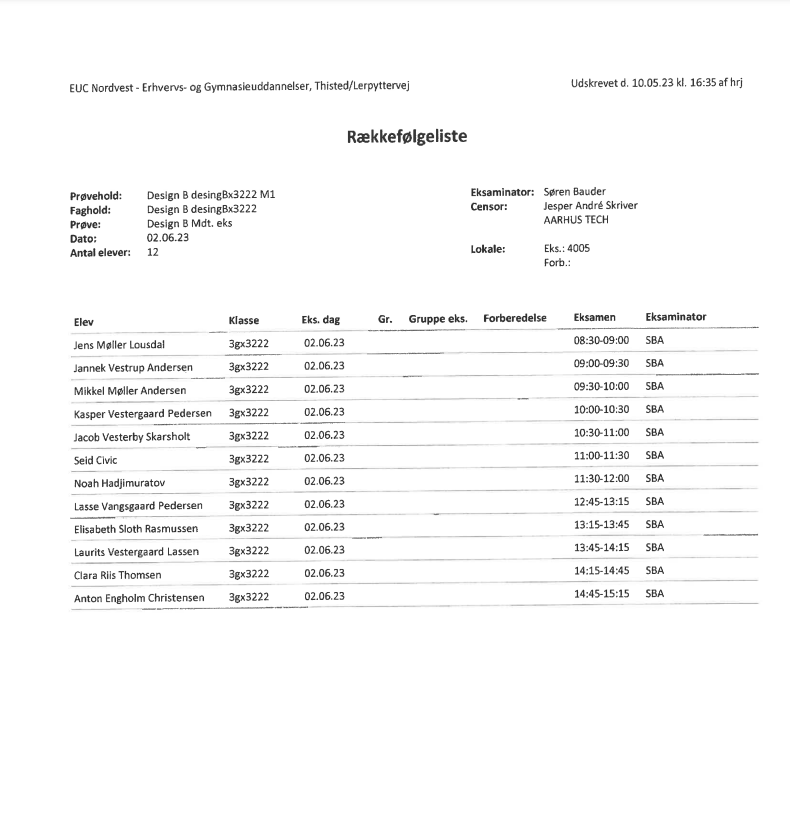 EUC Nordvest - Erhvervs- og Gymnasieuddannelser, Thisted/Lerpyttervej
Udskrevet d. 10.05.23 kl. 16:35 af hrj
Rækkefølgeliste
Prøvehold: Design B desingBx3222 M1
Faghold: Design B desingBx3222
Prøve: Design B Mdt. eks
Dato: 02.06.23
Antal elever: 12
Eksaminator: Søren Bauder
Censor: Jesper André Skriver
AARHUS TECH
Lokale: Eks.: 4005
Forb.:
Elev Klasse Eks. dag Gr. Gruppe eks. Forberedelse Eksamen Eksaminator
Jens Møller Lousdal 3gx3222 02.06.23 08:30-09:00 SBA
Jannek Vestrup Andersen 3gx3222 02.06.23 09:00-09:30 SBA
Mikkel Møller Andersen 3gx3222 02.06.23 09:30-10:00 SBA
Kasper Vestergaard Pedersen 3gx3222 02.06.23 10:00-10:30 SBA
Jacob Vesterby Skarsholt 3gx3222 02.06.23 10:30-11:00 SBA
Seid Civic 3gx3222 02.06.23 11:00-11:30 SBA
Noah Hadjimuratov 3gx3222 02.06.23 11:30-12:00 SBA
Lasse Vangsgaard Pedersen 3gx3222 02.06.23 12:45-13:15 SBA
Elisabeth Sloth Rasmussen 3gx3222 02.06.23 13:15-13:45 SBA
Laurits Vestergaard Lassen 3gx3222 02.06.23 13:45-14:15 SBA
Clara Riis Thomsen 3gx3222 02.06.23 14:15-14:45 SBA
Anton Engholm Christensen 3gx3222 02.06.23 14:45-15:15 SBA